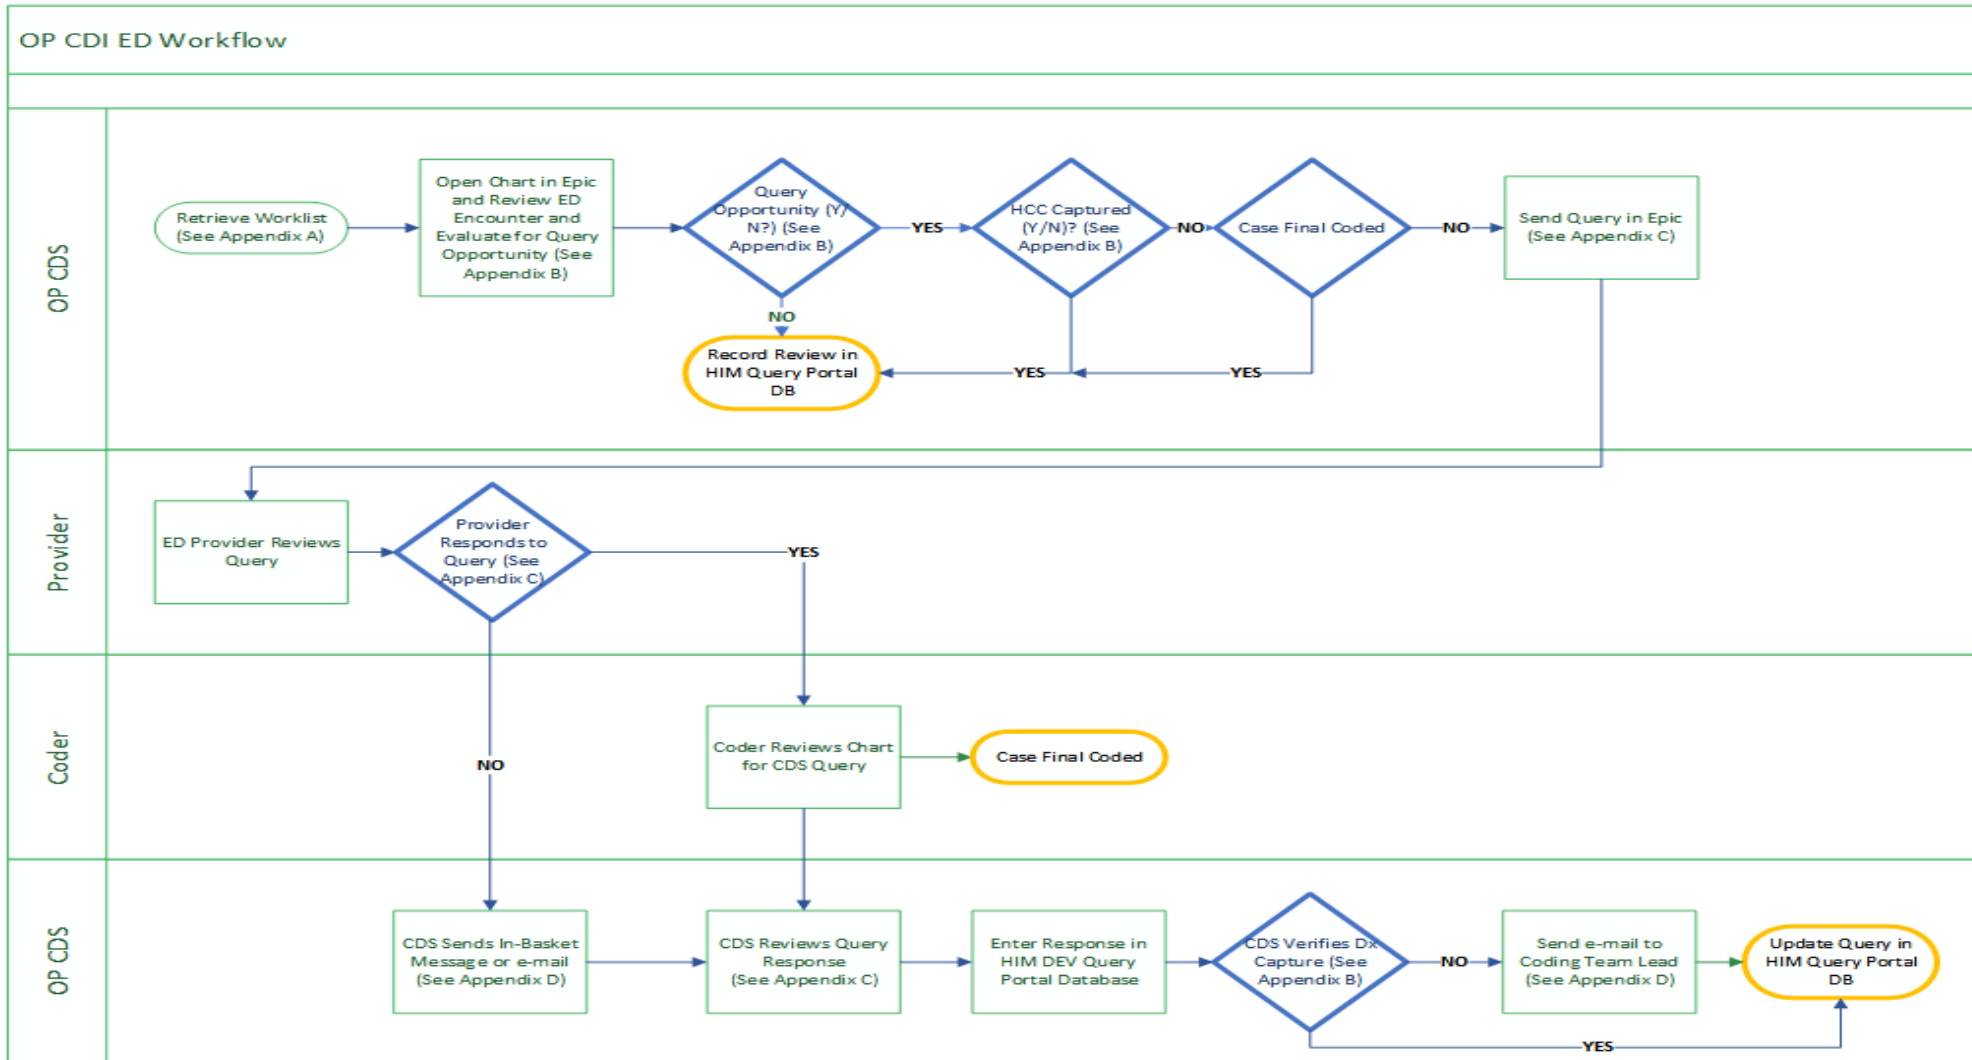 OP CDI ED Workflow
OP CDS
Retrieve Worklist
(See Appendix A)
Open Chart in Epic
and Review ED
Encounter and
Evaluate for Query
Opportunity (See
Appendix B)
Query
Opportunity (Y/
N?) (See
Appendix B)
YES
HCC Captured
(Y/N)? (See
Appendix B)
NO
Case Final Coded
NO
Send Query in Epic
(See Appendix C)
NO
Record Review in
HIM Query Portal
DB
YES
YES
Provider
ED Provider Reviews
Query
Provider
Responds to
Query (See
Appendix C)
YES
Coder
NO
Coder Reviews Chart
for CDS Query
Case Final Coded
OP CDS
CDS Sends In-Basket
Message or e-mail
(See Appendix D)
CDS Reviews Query
Response
(See Appendix C)
Enter Response in
HIM DEV Query
Portal Database
CDS Verifies Dx
Capture (See
Appendix B)
NO
Send e-mail to
Coding Team Lead
(See Appendix D)
Update Query in
HIM Query Portal
DB
YES